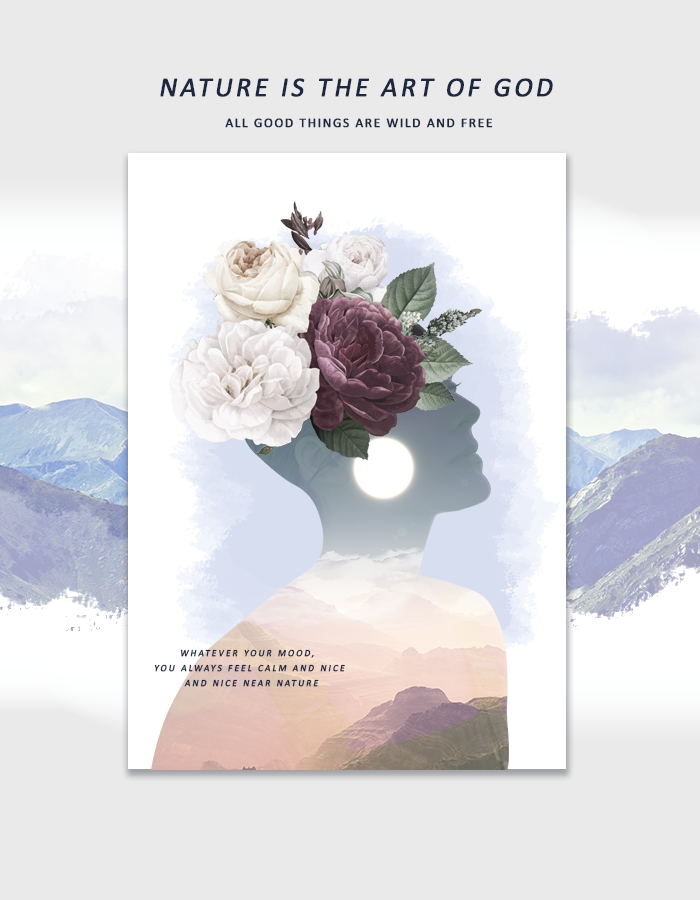 NATURE IS THE ART OF GOD
ALL GOOD THINGS ARE WILD AND FREE
WHATEVER YOUR MOOD,
YOU ALWAYS FEEL CALM AND NICE
AND NICE NEAR NATURE